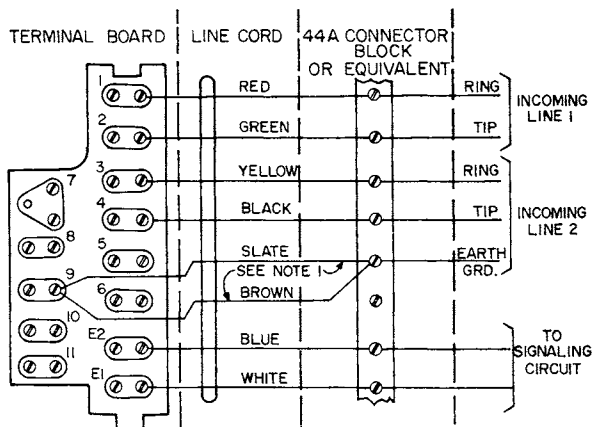 TERMINAL BOARD
LINE CORD
44A CONNECTOR
BLOCK
OR EQUIVALENT
1
RED
RING
INCOMING
LINE 1
2
GREEN
TIP
3
YELLOW
RING
INCOMING
LINE 2
7
4
BLACK
TIP
8
5
SLATE
EARTH
GRD.
SEE NOTE 1
9
6
BROWN
10
E2
BLUE
TO
SIGNALING
CIRCUIT
11
E1
WHITE